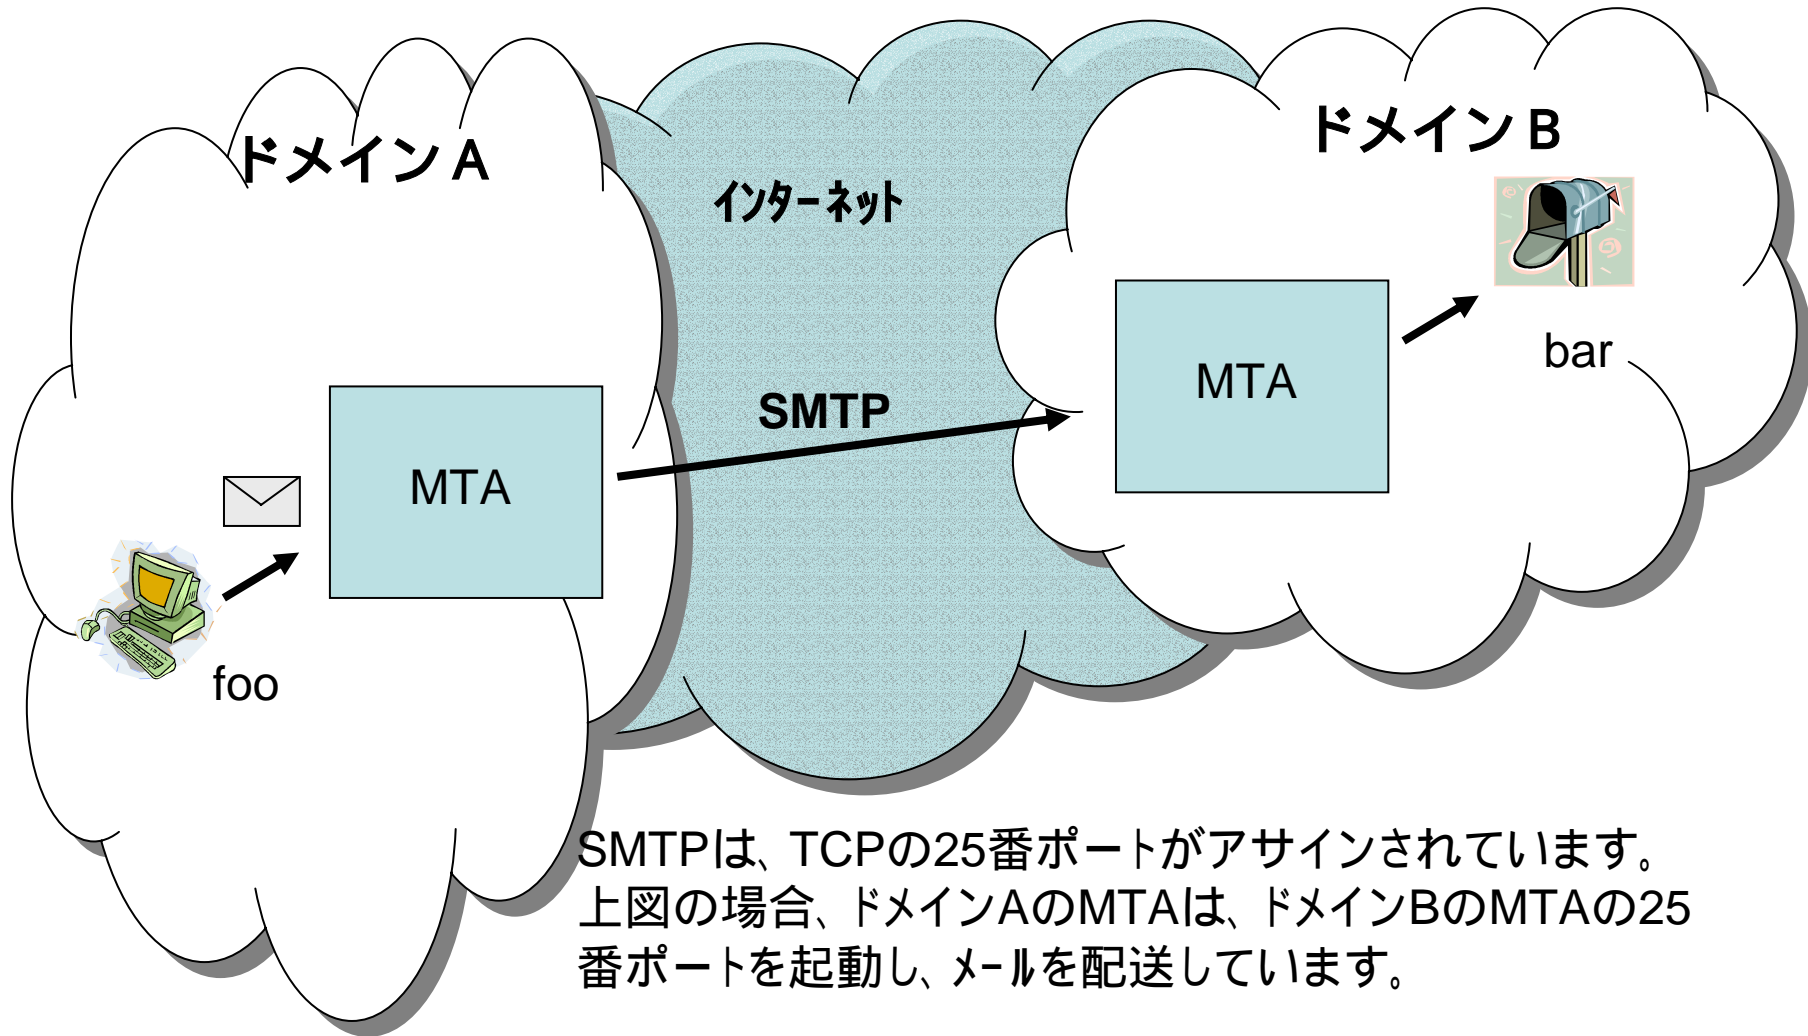 ドメインA
ドメインB
インターネット
bar
MTA
SMTP
MTA
foo
SMTPは、TCPの25番ポートがアサインされています。
上図の場合、ドメインAのMTAは、ドメインBのMTAの25
番ポートを起動し、メールを配送しています。